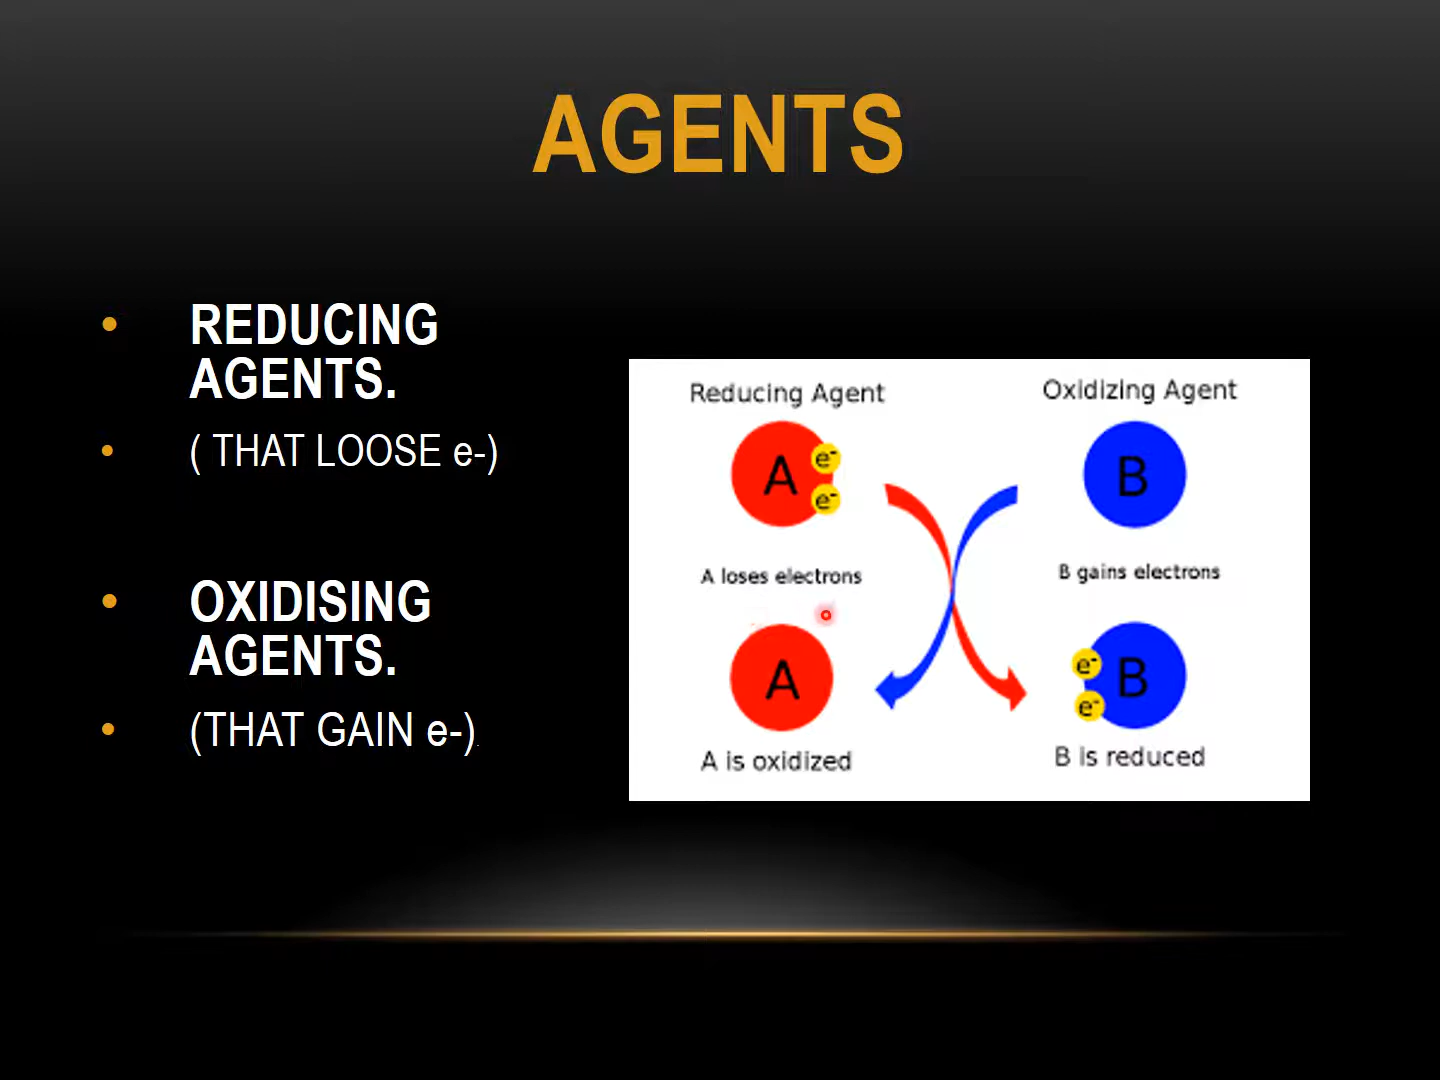 AGENTS
• REDUCING
AGENTS.
• ( THAT LOOSE e-)
• OXIDISING
AGENTS.
• (THAT GAIN e-).
Reducing Agent
Oxidizing Agent
A
e-
e-
B
A loses electrons
B gains electrons
A
e-
e-
B
A is oxidized
B is reduced